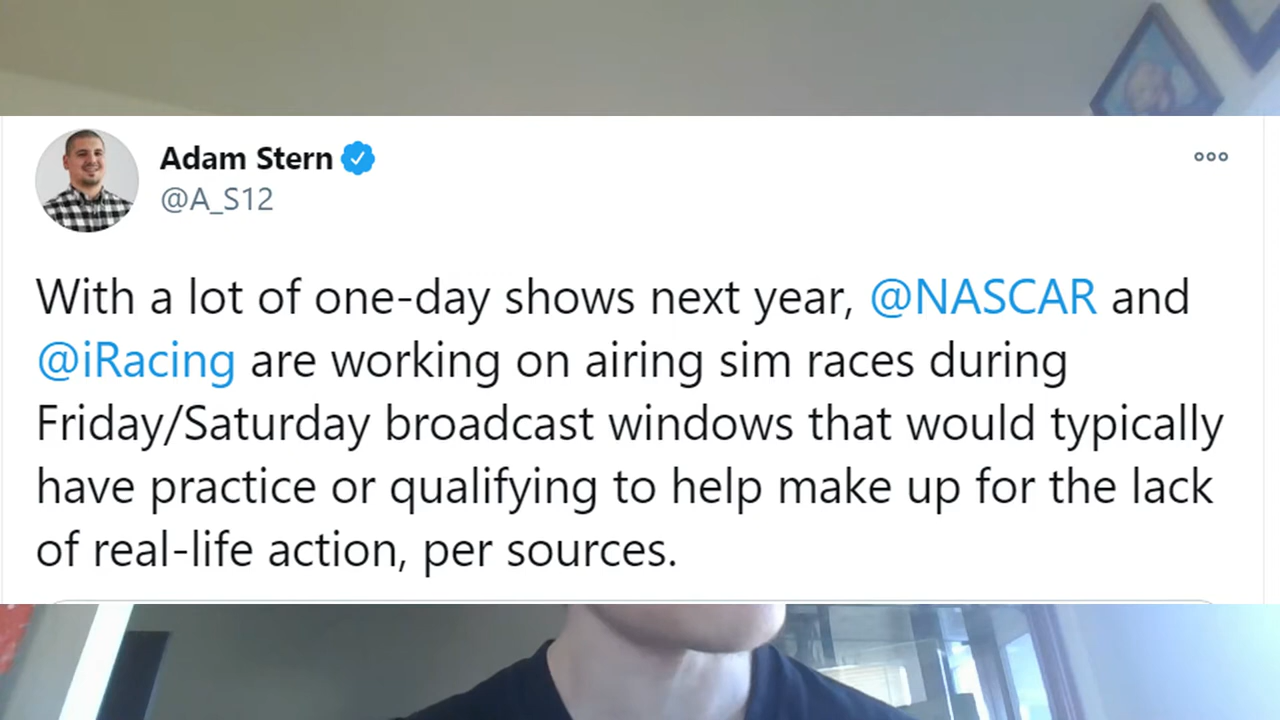 Adam Stern
@A_S12
With a lot of one-day shows next year, @NASCAR and
@iRacing are working on airing sim races during
Friday/Saturday broadcast windows that would typically
have practice or qualifying to help make up for the lack
of real-life action, per sources.